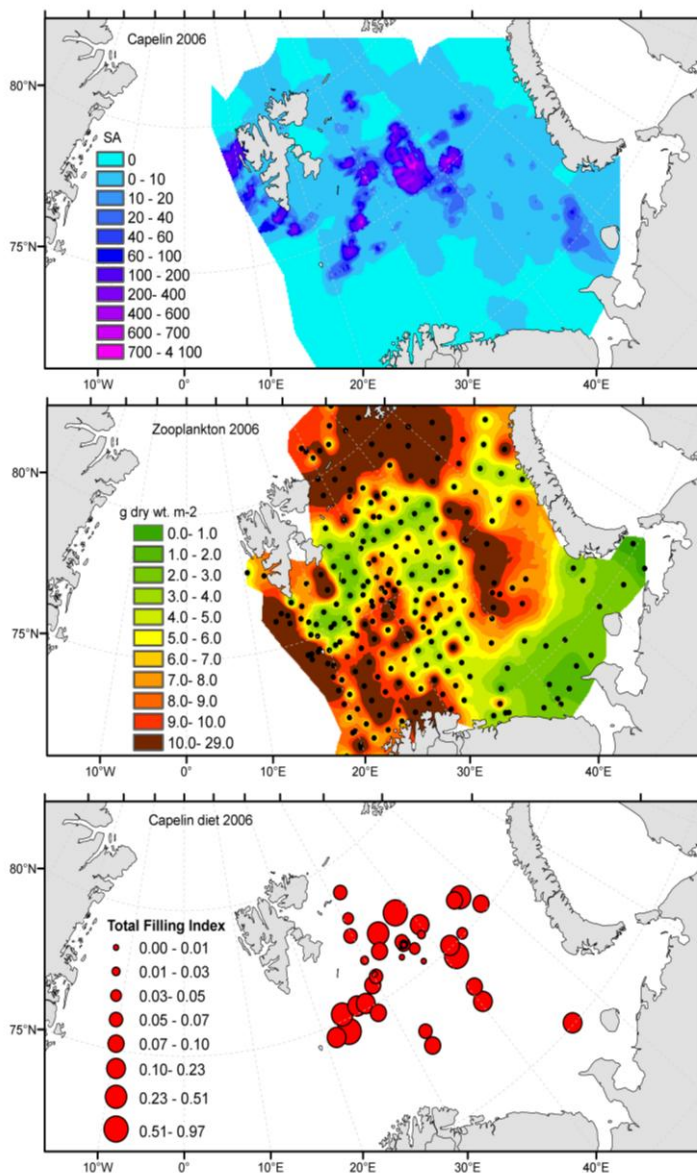 Capelin 2006
80°N
SA
0
0 - 10
10 - 20
20 - 40
40 - 60
60 - 100
100 - 200
200- 400
400 - 600
600 - 700
700 - 4 100
75°N
10°W 0° 10°E 20°E 30°E 40°E
Zooplankton 2006
80°N
g dry wt. m-2
0.0- 1.0
1.0 - 2.0
2.0 - 3.0
3.0 - 4.0
4.0 - 5.0
5.0 - 6.0
6.0 - 7.0
7.0 - 8.0
8.0 - 9.0
9.0 - 10.0
10.0- 29.0
75°N
10°W 0° 10°E 20°E 30°E 40°E
Capelin diet 2006
80°N
Total Filling Index
0.00 - 0.01
0.01 - 0.03
0.03 - 0.05
0.05 - 0.07
0.07 - 0.10
0.10- 0.23
0.23 - 0.51
0.51- 0.97
75°N
10°W 0° 10°E 20°E 30°E 40°E